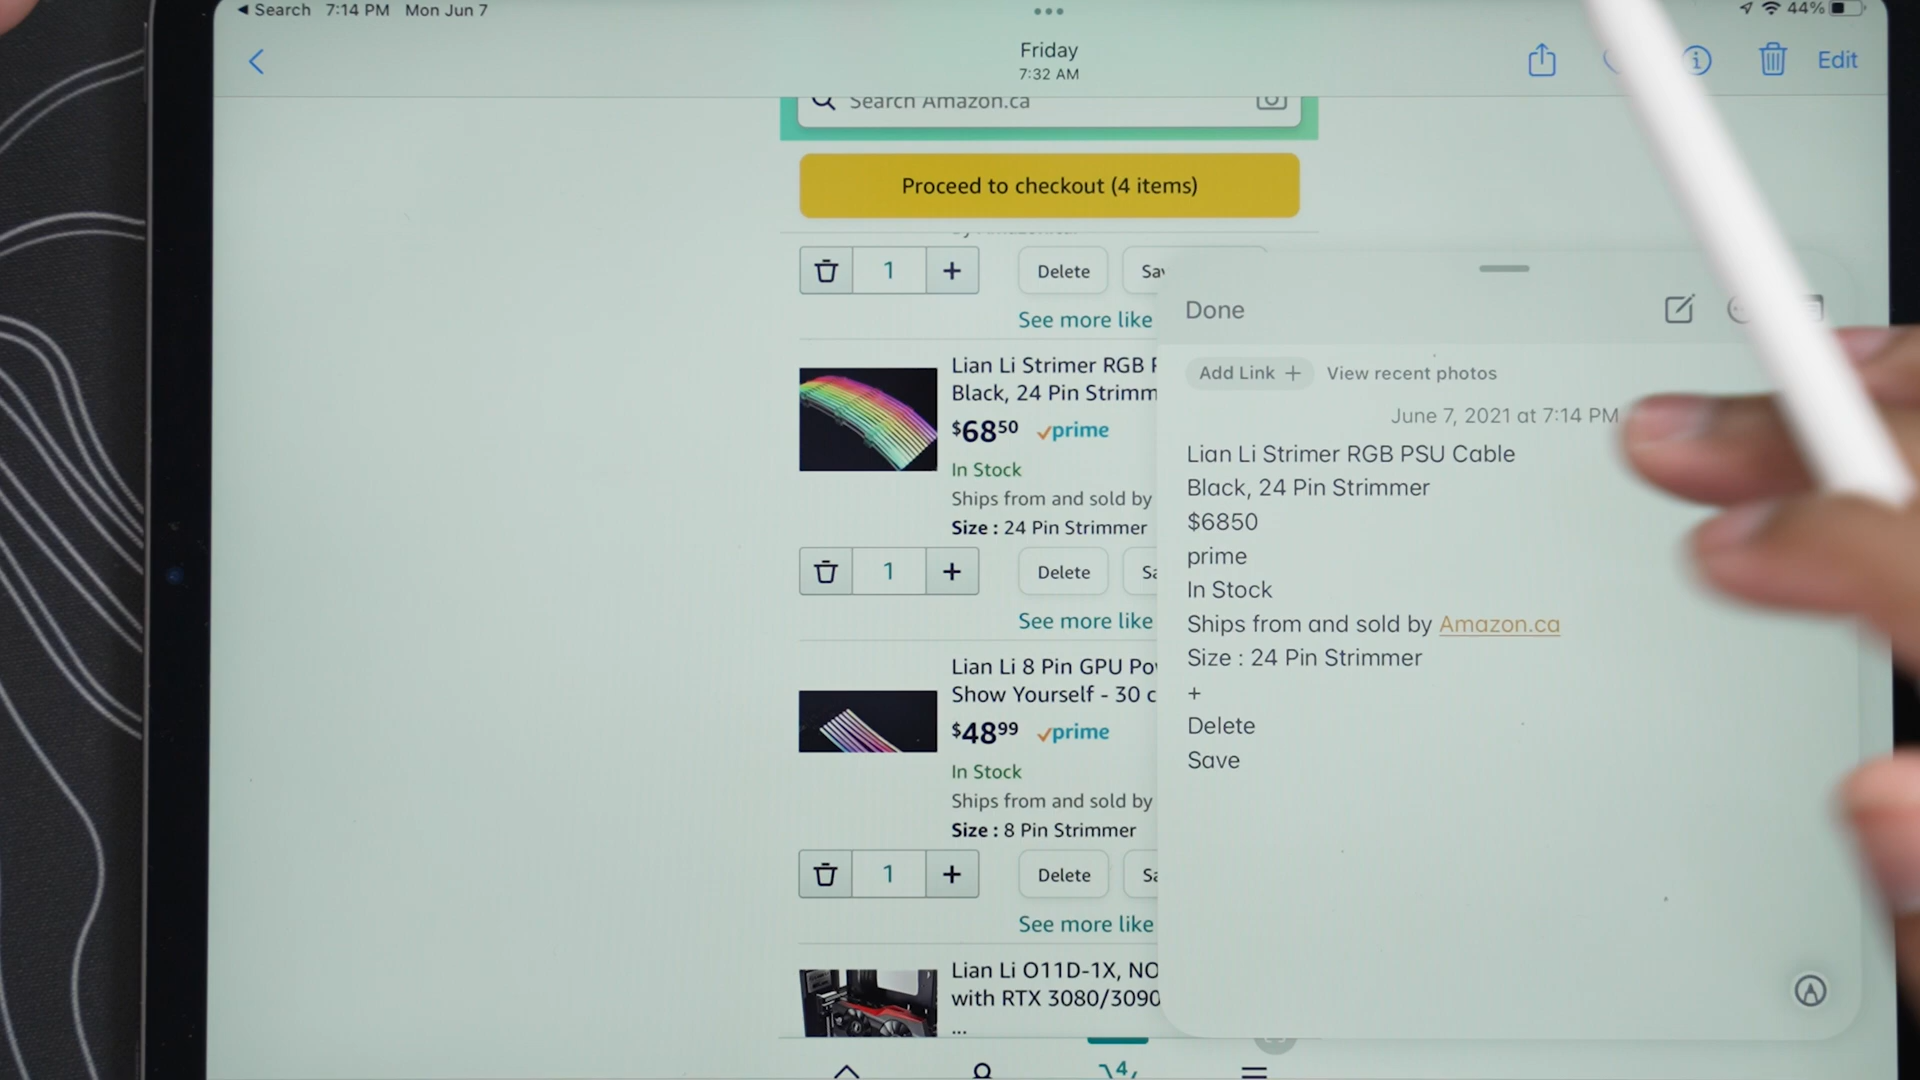 ◀ Search 7:14 PM Mon Jun 7
44%
Friday
7:32 AM
Edit
Search Amazon.ca
Proceed to checkout (4 items)
1 + Delete Sav
See more like
Lian Li Strimer RGB P
Black, 24 Pin Strimm
$6850 prime
In Stock
Ships from and sold by
Size : 24 Pin Strimmer
1 + Delete Sa
See more like
Lian Li 8 Pin GPU Po
Show Yourself - 30 c
$4899 prime
In Stock
Ships from and sold by
Size : 8 Pin Strimmer
1 + Delete Sa
See more like
Lian Li O11D-1X, NO
with RTX 3080/3090
...
4
Done
Add Link + View recent photos
June 7, 2021 at 7:14 PM
Lian Li Strimer RGB PSU Cable
Black, 24 Pin Strimmer
$6850
prime
In Stock
Ships from and sold by Amazon.ca
Size : 24 Pin Strimmer
+
Delete
Save